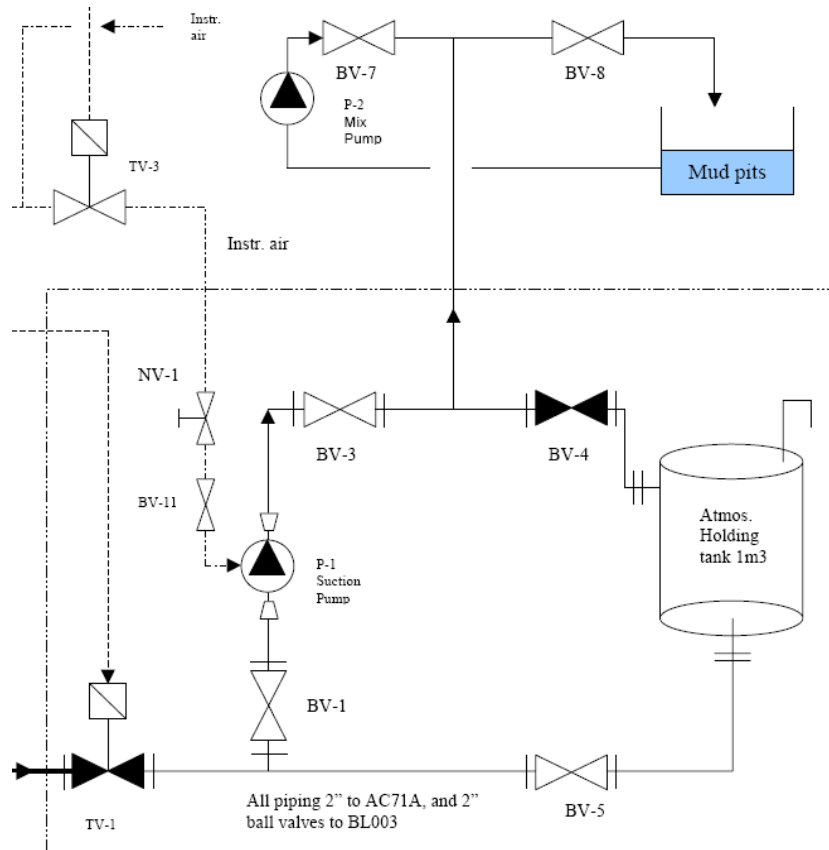 Instr.
air
BV-7
BV-8
P-2
Mix
Pump
Mud pits
TV-3
Instr. air
NV-1
BV-3
BV-4
BV-11
Atmos.
Holding
tank 1m3
P-1
Suction
Pump
BV-1
All piping 2” to AC71A, and 2”
ball valves to BL003
BV-5
TV-1